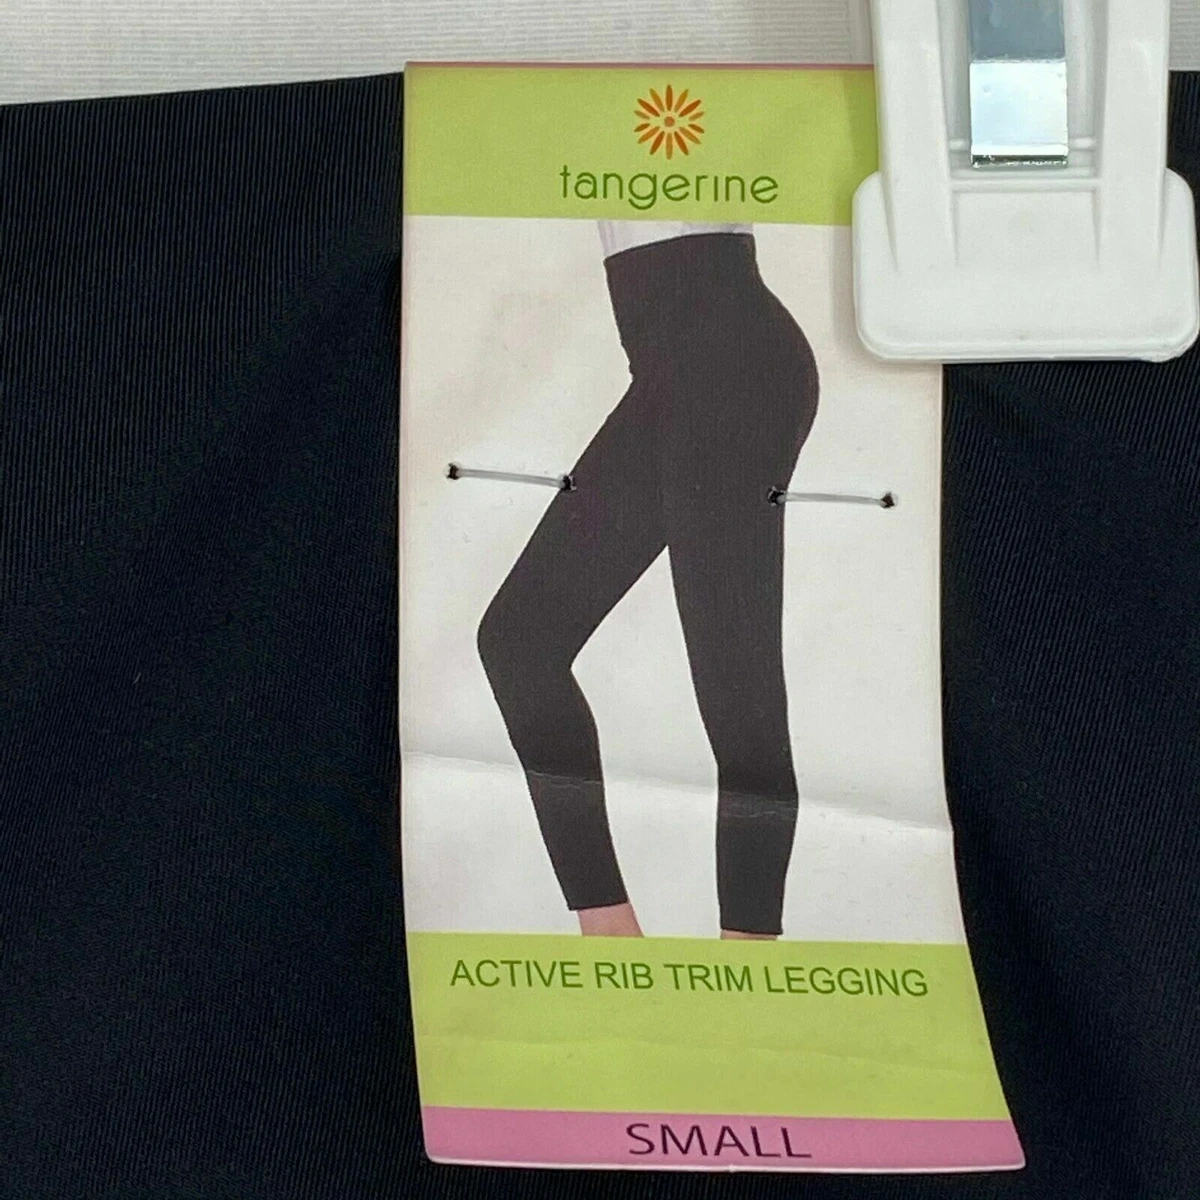 tangerine
ACTIVE RIB TRIM LEGGING
SMALL